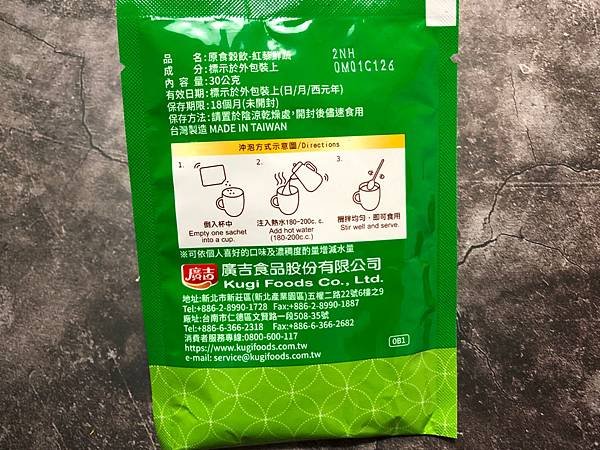 2NH
0M01C126
品　　名:原食穀飲-紅藜鮮蔬
成　　分:標示於外包裝上
內 容 量:30公克
有效日期:標示於外包裝上(日/月/西元年)
保存期限:18個月(未開封)
保存方法:請置於陰涼乾燥處,開封後儘速食用
台灣製造 MADE IN TAIWAN
沖泡方式示意圖/Directions
1.
2.
3.
倒入杯中
Empty one sachet
into a cup.
注入熱水180-200c.c.
Add hot water
(180-200c.c.)
攪拌均勻，即可食用
Stir well and serve.
※可依個人喜好的口味及濃稠度酌量增減水量
廣吉
廣吉食品股份有限公司
Kugi Foods Co., Ltd.
地址:新北市新莊區(新北產業園區)五權二路22號6樓之9
Tel:+886-2-8990-1728 Fax:+886-2-8990-1887
廠址:台南市仁德區文賢路一段508-35號
Tel:+886-6-366-2318 Fax:+886-6-366-2682
消費者服務專線:0800-600-117
https://www.kugifoods.com.tw
e-mail:service@kugifoods.com.tw
0B1